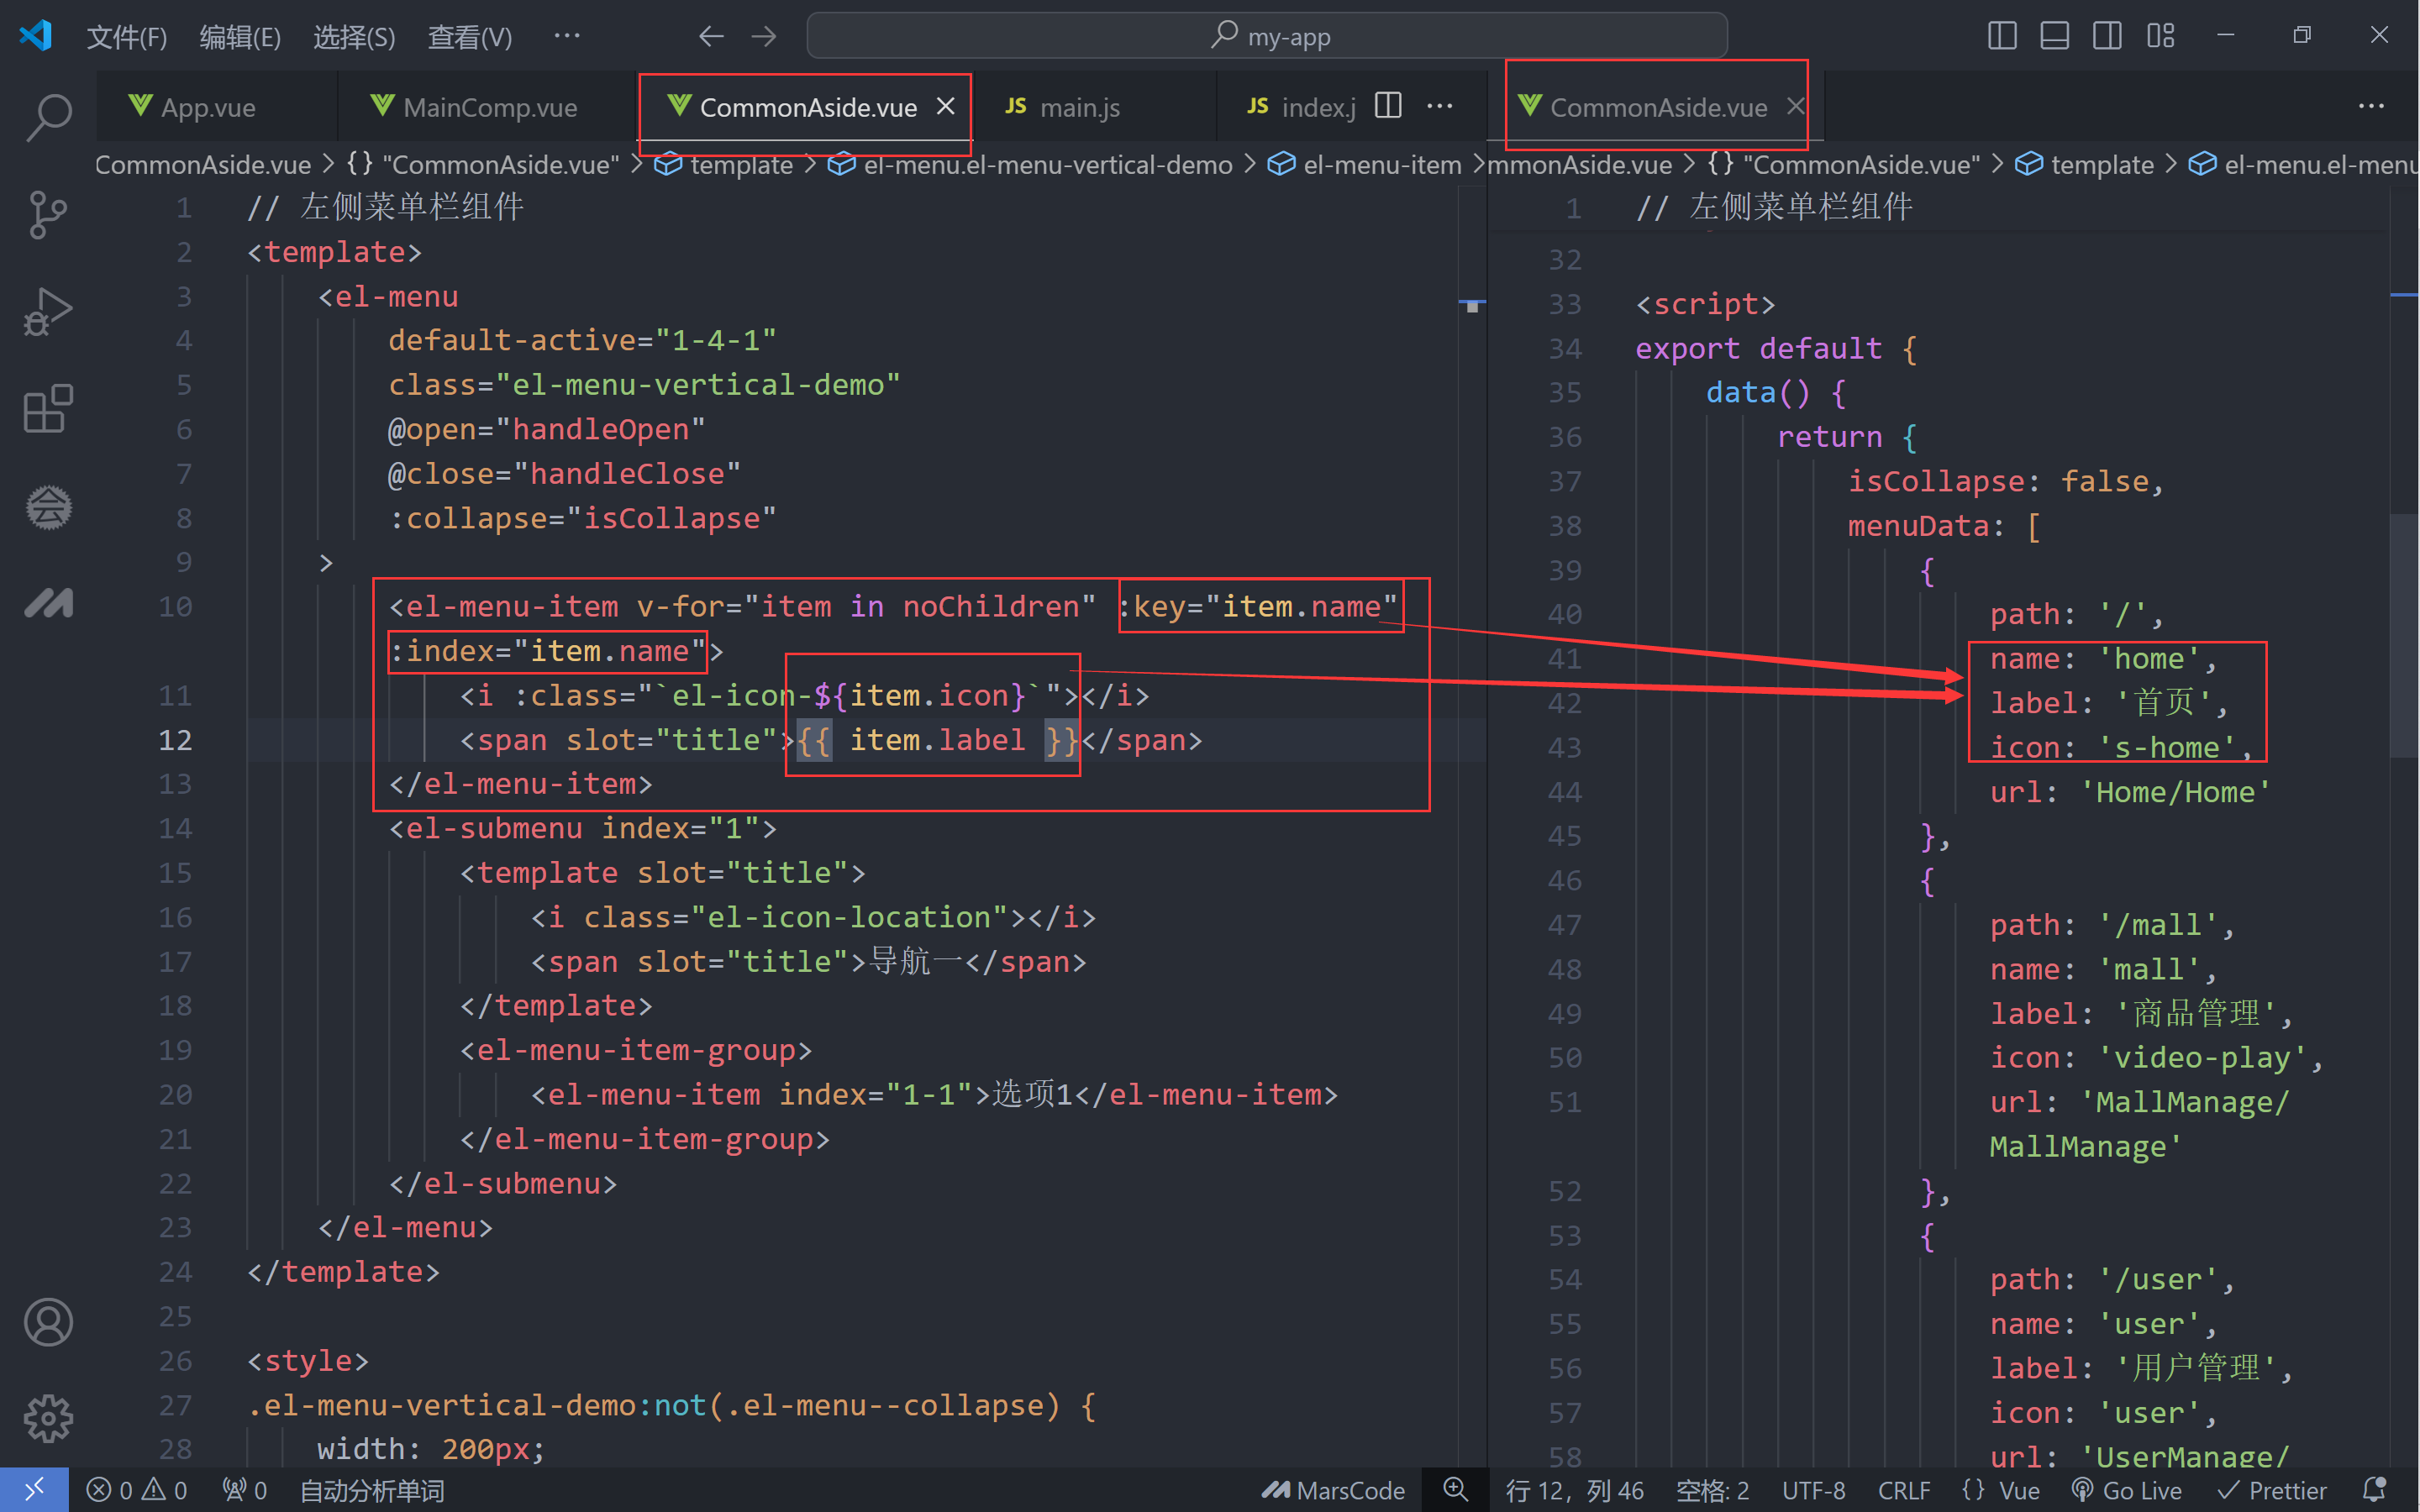 文件(F) 编辑(E) 选择(S) 查看(V) ··· my-app
App.vue MainComp.vue CommonAside.vue JS main.js JS index.j ···
CommonAside.vue > {} "CommonAside.vue" > template > el-menu.el-menu-vertical-demo > el-menu-item >
1 // 左侧菜单栏组件
2 <template>
3 <el-menu
4 default-active="1-4-1"
5 class="el-menu-vertical-demo"
6 @open="handleOpen"
7 @close="handleClose"
8 :collapse="isCollapse"
9 >
10 <el-menu-item v-for="item in noChildren" :key="item.name"
:index="item.name">
11 <i :class="`el-icon-${item.icon}`"></i>
12 <span slot="title">{{ item.label }}</span>
13 </el-menu-item>
14 <el-submenu index="1">
15 <template slot="title">
16 <i class="el-icon-location"></i>
17 <span slot="title">导航一</span>
18 </template>
19 <el-menu-item-group>
20 <el-menu-item index="1-1">选项1</el-menu-item>
21 </el-menu-item-group>
22 </el-submenu>
23 </el-menu>
24 </template>
25
26 <style>
27 .el-menu-vertical-demo:not(.el-menu--collapse) {
28 width: 200px;
CommonAside.vue ···
mmonAside.vue > {} "CommonAside.vue" > template > el-menu.el-menu
1 // 左侧菜单栏组件
32
33 <script>
34 export default {
35 data() {
36 return {
37 isCollapse: false,
38 menuData: [
39 {
40 path: '/',
41 name: 'home',
42 label: '首页',
43 icon: 's-home',
44 url: 'Home/Home'
45 },
46 {
47 path: '/mall',
48 name: 'mall',
49 label: '商品管理',
50 icon: 'video-play',
51 url: 'MallManage/
MallManage'
52 },
53 {
54 path: '/user',
55 name: 'user',
56 label: '用户管理',
57 icon: 'user',
58 url: 'UserManage/
0 0 0 自动分析单词 MarsCode 行 12，列 46 空格: 2 UTF-8 CRLF {} Vue Go Live Prettier